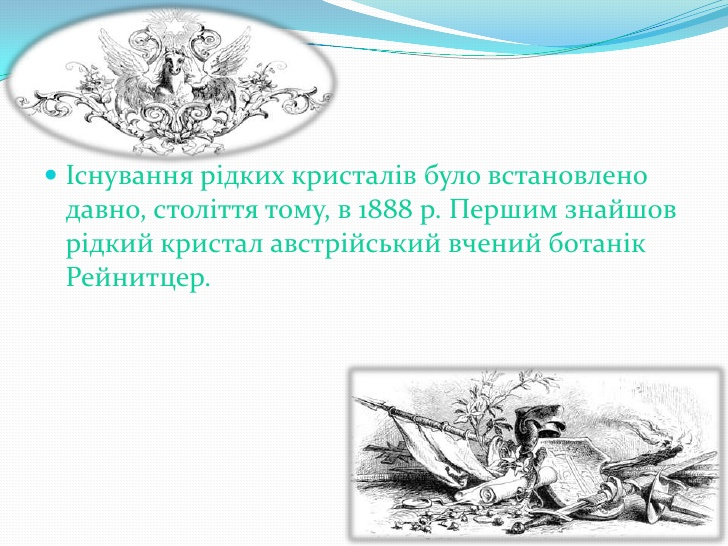 Існування рідких кристалів було встановлено
давно, століття тому, в 1888 р. Першим знайшов
рідкий кристал австрійський вчений ботанік
Рейнитцер.